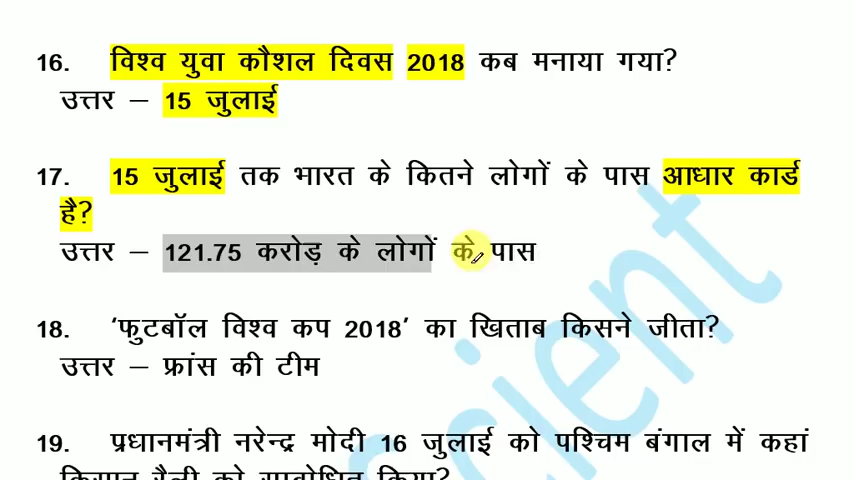 16. विश्व युवा कौशल दिवस 2018 कब मनाया गया?
उत्तर – 15 जुलाई
17. 15 जुलाई तक भारत के कितने लोगों के पास आधार कार्ड
है?
उत्तर – 121.75 करोड़ के लोगों के पास
18. ‘फुटबॉल विश्व कप 2018’ का खिताब किसने जीता?
उत्तर – फ्रांस की टीम
19. प्रधानमंत्री नरेन्द्र मोदी 16 जुलाई को पश्चिम बंगाल में कहां
किसान रैली को सम्बोधित किया?